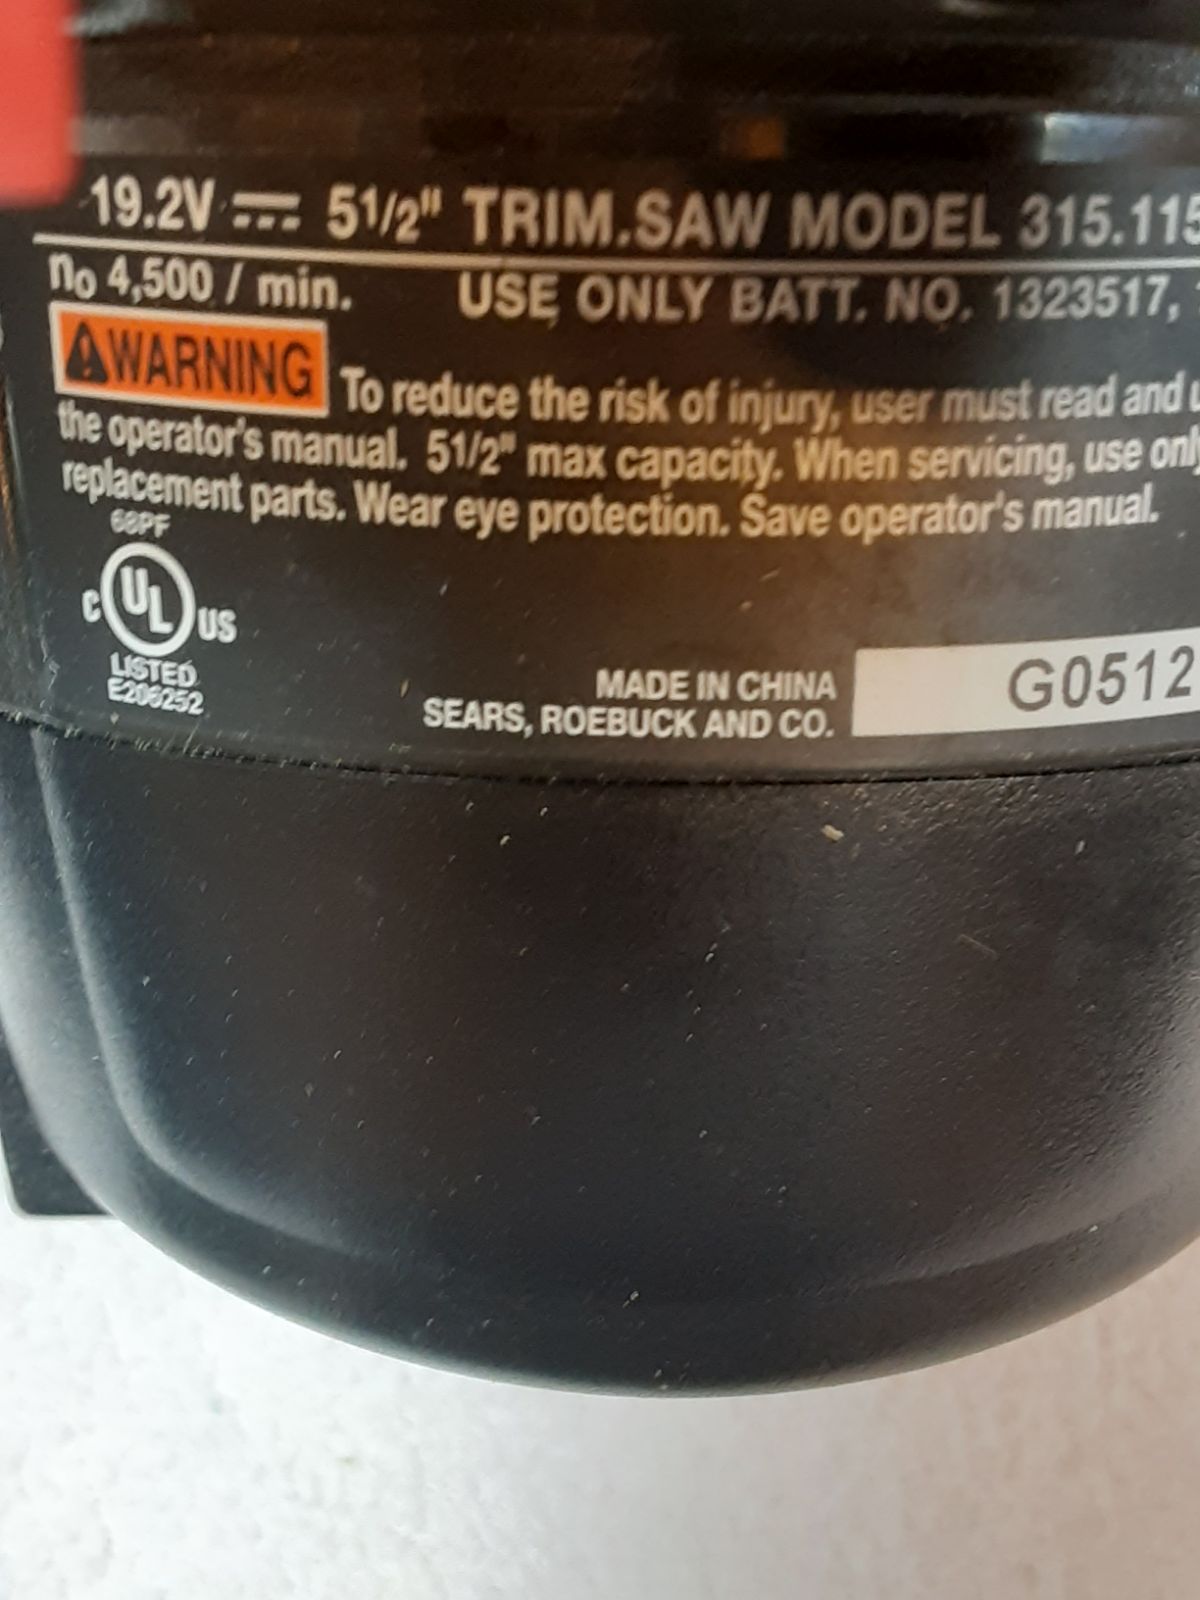 19.2V ⎓ 5 1/2" TRIM.SAW MODEL 315.115
n₀ 4,500 / min. USE ONLY BATT. NO. 1323517,
WARNING To reduce the risk of injury, user must read and
the operator's manual. 5 1/2" max capacity. When servicing, use only
replacement parts. Wear eye protection. Save operator's manual.
68PF
C UL US
LISTED
E206252
MADE IN CHINA
SEARS, ROEBUCK AND CO.
G0512